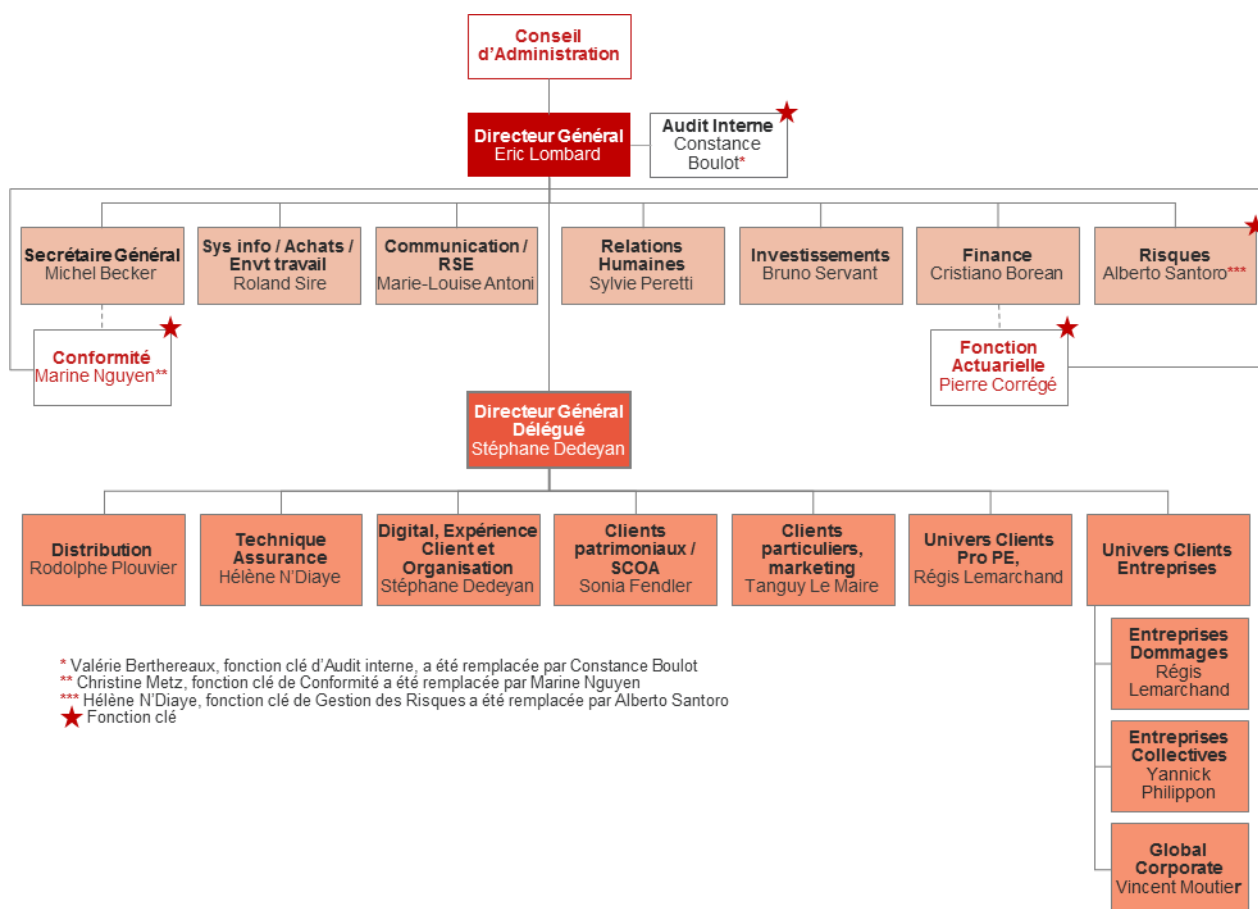 Conseil
d'Administration
Directeur Général
Eric Lombard
Audit Interne
Constance
Boulot*
Secrétaire Général
Michel Becker
Sys info / Achats /
Envt travail
Roland Sire
Communication /
RSE
Marie-Louise Antoni
Relations
Humaines
Sylvie Peretti
Investissements
Bruno Servant
Finance
Cristiano Borean
Risques
Alberto Santoro***
Conformité
Marine Nguyen**
Fonction
Actuarielle
Pierre Corrégé
Directeur Général
Délégué
Stéphane Dedeyan
Distribution
Rodolphe Plouvier
Technique
Assurance
Hélène N'Diaye
Digital, Expérience
Client et
Organisation
Stéphane Dedeyan
Clients
patrimoniaux /
SCOA
Sonia Fendler
Clients
particuliers,
marketing
Tanguy Le Maire
Univers Clients
Pro PE,
Régis Lemarchand
Univers Clients
Entreprises
Entreprises
Dommages
Régis
Lemarchand
Entreprises
Collectives
Yannick
Philippon
Global
Corporate
Vincent Moutier
* Valérie Berthereaux, fonction clé d'Audit interne, a été remplacée par Constance Boulot
** Christine Metz, fonction clé de Conformité a été remplacée par Marine Nguyen
*** Hélène N'Diaye, fonction clé de Gestion des Risques a été remplacée par Alberto Santoro
Fonction clé